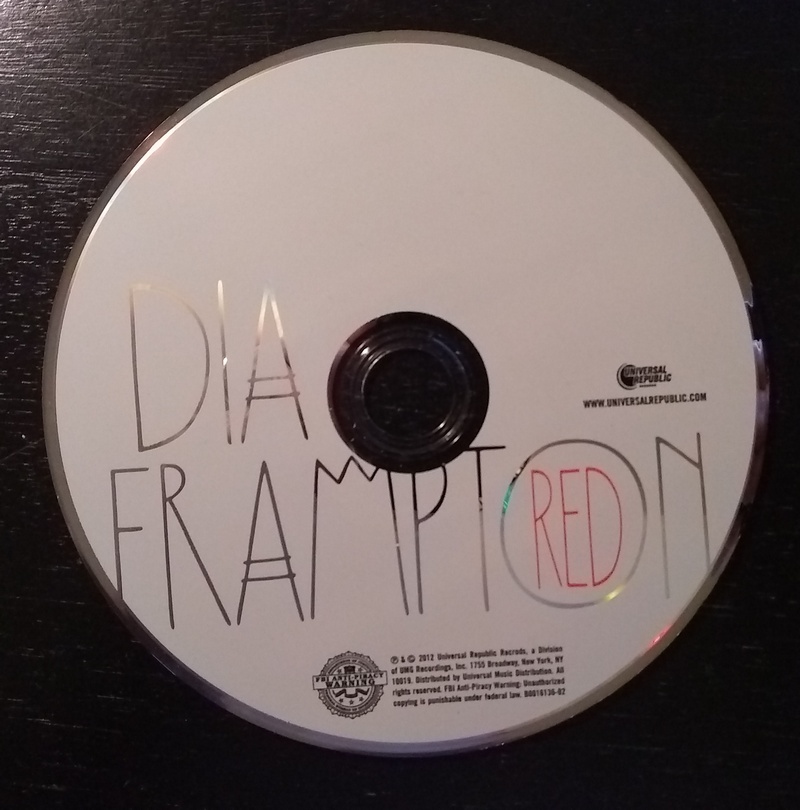 DIA
FRAMPTON
RED
UNIVERSAL
REPUBLIC
WWW.UNIVERSALREPUBLIC.COM
FBI ANTI-PIRACY
WARNING
℗ & © 2012 Universal Republic Recrods, a Division
of UMG Recordings, Inc. 1755 Broadway, New York, NY
10019. Distributed by Universal Music Distribution. All
rights reserved. FBI Anti-Piracy Warning: Unauthorized
copying is punishable under federal law. B0016136-02